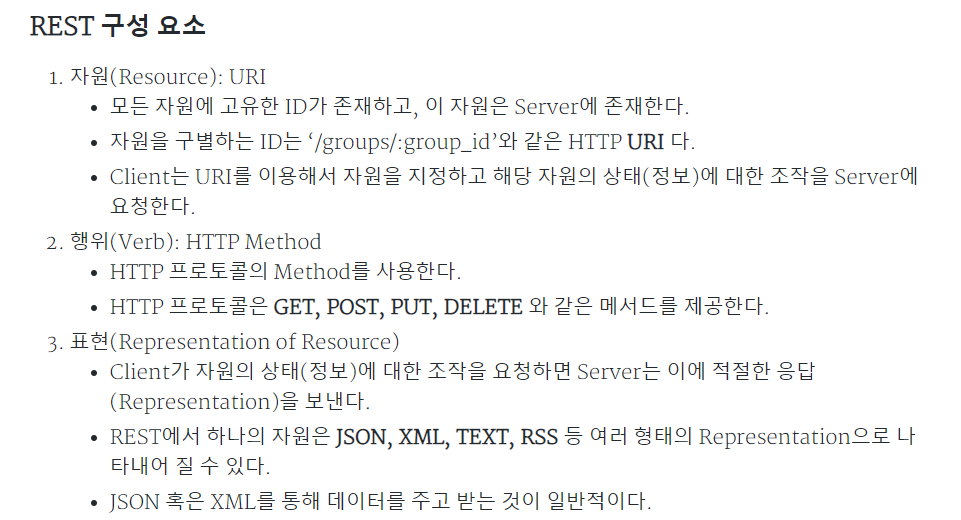 REST 구성 요소
1. 자원(Resource): URI
• 모든 자원에 고유한 ID가 존재하고, 이 자원은 Server에 존재한다.
• 자원을 구별하는 ID는 ‘/groups/:group_id’와 같은 HTTP URI 다.
• Client는 URI를 이용해서 자원을 지정하고 해당 자원의 상태(정보)에 대한 조작을 Server에
요청한다.
2. 행위(Verb): HTTP Method
• HTTP 프로토콜의 Method를 사용한다.
• HTTP 프로토콜은 GET, POST, PUT, DELETE 와 같은 메서드를 제공한다.
3. 표현(Representation of Resource)
• Client가 자원의 상태(정보)에 대한 조작을 요청하면 Server는 이에 적절한 응답
(Representation)을 보낸다.
• REST에서 하나의 자원은 JSON, XML, TEXT, RSS 등 여러 형태의 Representation으로 나
타내어 질 수 있다.
• JSON 혹은 XML를 통해 데이터를 주고 받는 것이 일반적이다.